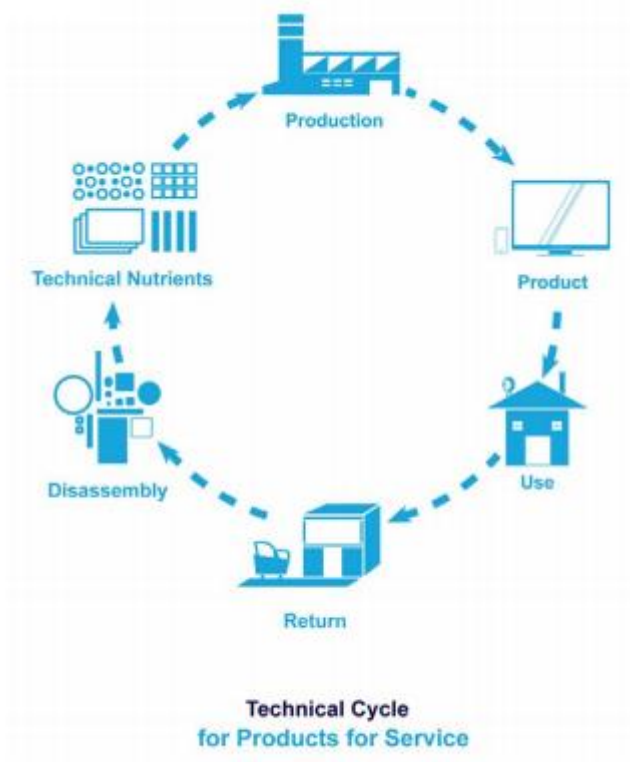 Production
Product
Use
Return
Disassembly
Technical Nutrients
Technical Cycle
for Products for Service